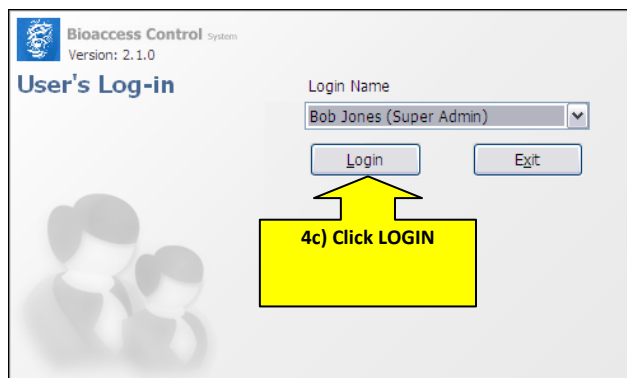 Bioaccess Control System
Version: 2.1.0
User's Log-in
Login Name
Bob Jones (Super Admin)
Login Exit
4c) Click LOGIN